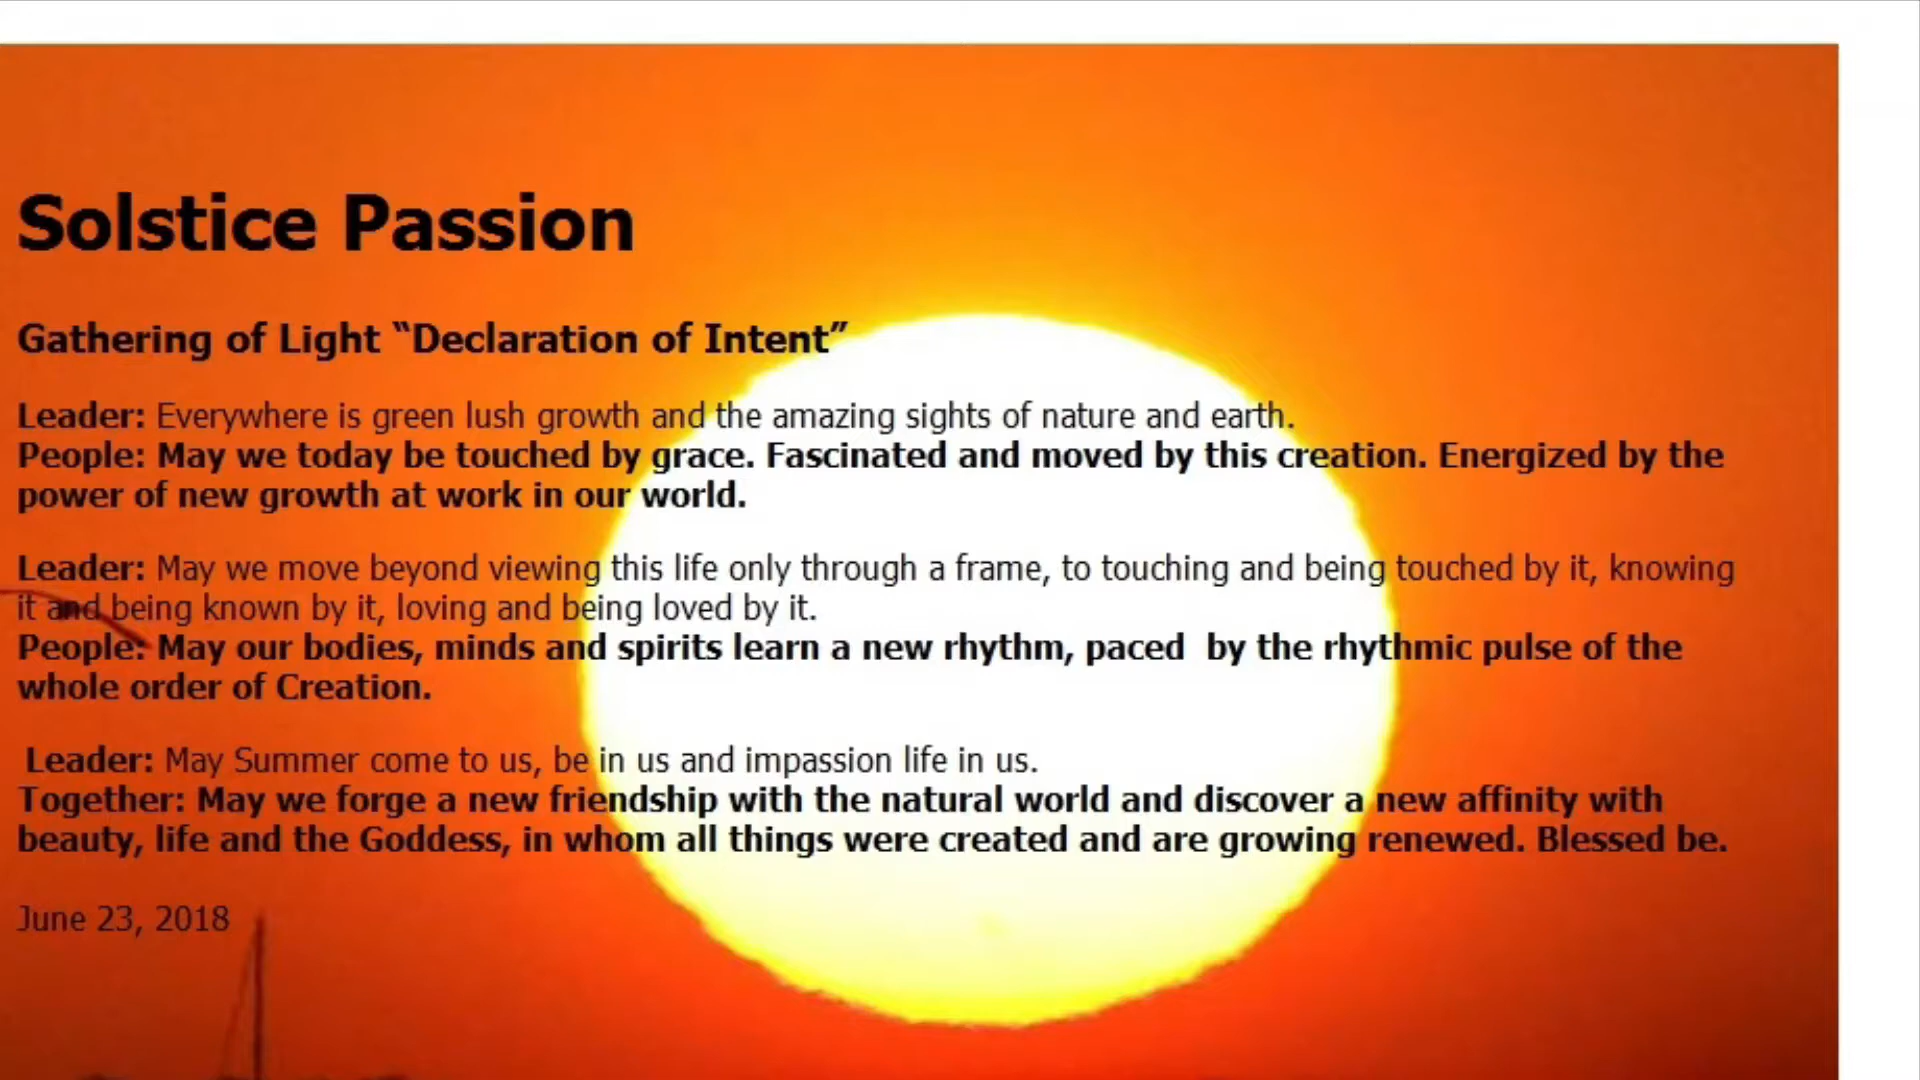 Solstice Passion
Gathering of Light “Declaration of Intent”
Leader: Everywhere is green lush growth and the amazing sights of nature and earth.
People: May we today be touched by grace. Fascinated and moved by this creation. Energized by the
power of new growth at work in our world.
Leader: May we move beyond viewing this life only through a frame, to touching and being touched by it, knowing
it and being known by it, loving and being loved by it.
People: May our bodies, minds and spirits learn a new rhythm, paced  by the rhythmic pulse of the
whole order of Creation.
Leader: May Summer come to us, be in us and impassion life in us.
Together: May we forge a new friendship with the natural world and discover a new affinity with
beauty, life and the Goddess, in whom all things were created and are growing renewed. Blessed be.
June 23, 2018